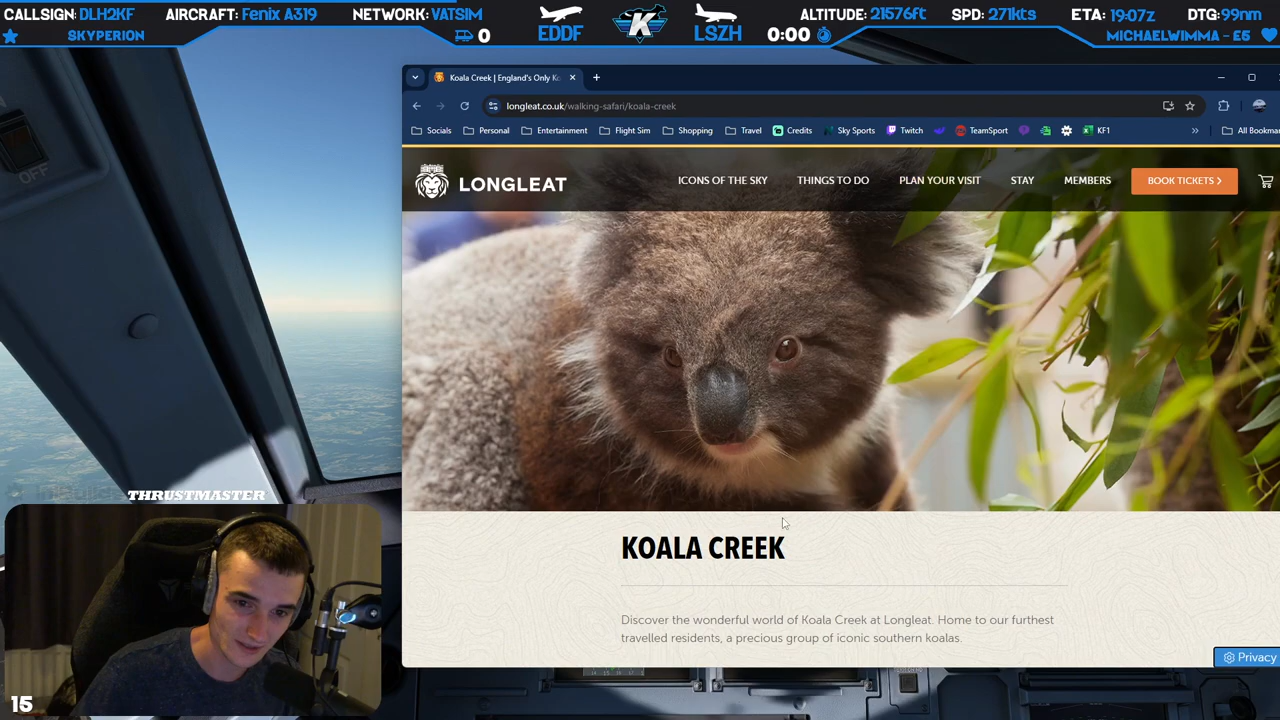 CALLSIGN: DLH2KF
AIRCRAFT: Fenix A319
NETWORK: VATSIM
ALTITUDE: 21576ft
SPD: 271kts
ETA: 19:07z
DTG: 99nm
SKYPERION
0
EDDF
K
LSZH
0:00
MICHAELWIMMA - £5
Koala Creek | England's Only Ko
longleat.co.uk/walking-safari/koala-creek
Socials
Personal
Entertainment
Flight Sim
Shopping
Travel
Credits
Sky Sports
Twitch
TeamSport
KF1
»
All Bookmar
LONGLEAT
ICONS OF THE SKY
THINGS TO DO
PLAN YOUR VISIT
STAY
MEMBERS
BOOK TICKETS >
OFF
KOALA CREEK
Discover the wonderful world of Koala Creek at Longleat. Home to our furthest
travelled residents, a precious group of iconic southern koalas.
Privacy
THRUSTMASTER
15